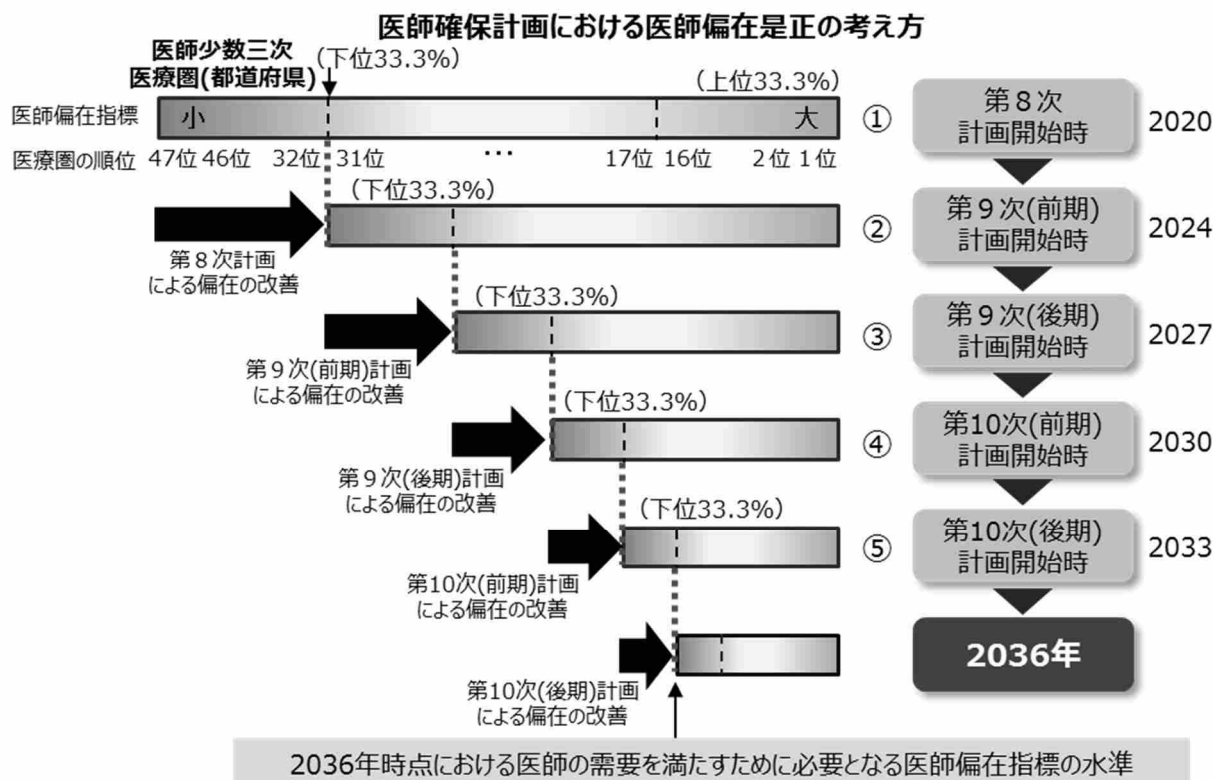 医師確保計画における医師偏在是正の考え方
医師少数三次
医療圏(都道府県)
(下位33.3%)
(上位33.3%)
医師偏在指標
小
大
①
第8次
計画開始時
2020
医療圏の順位
47位 46位 32位 31位 … 17位 16位 2位 1位
(下位33.3%)
②
第9次(前期)
計画開始時
2024
第8次計画
による偏在の改善
(下位33.3%)
③
第9次(後期)
計画開始時
2027
第9次(前期)計画
による偏在の改善
(下位33.3%)
④
第10次(前期)
計画開始時
2030
第9次(後期)計画
による偏在の改善
(下位33.3%)
⑤
第10次(後期)
計画開始時
2033
第10次(前期)計画
による偏在の改善
2036年
第10次(後期)計画
による偏在の改善
2036年時点における医師の需要を満たすために必要となる医師偏在指標の水準